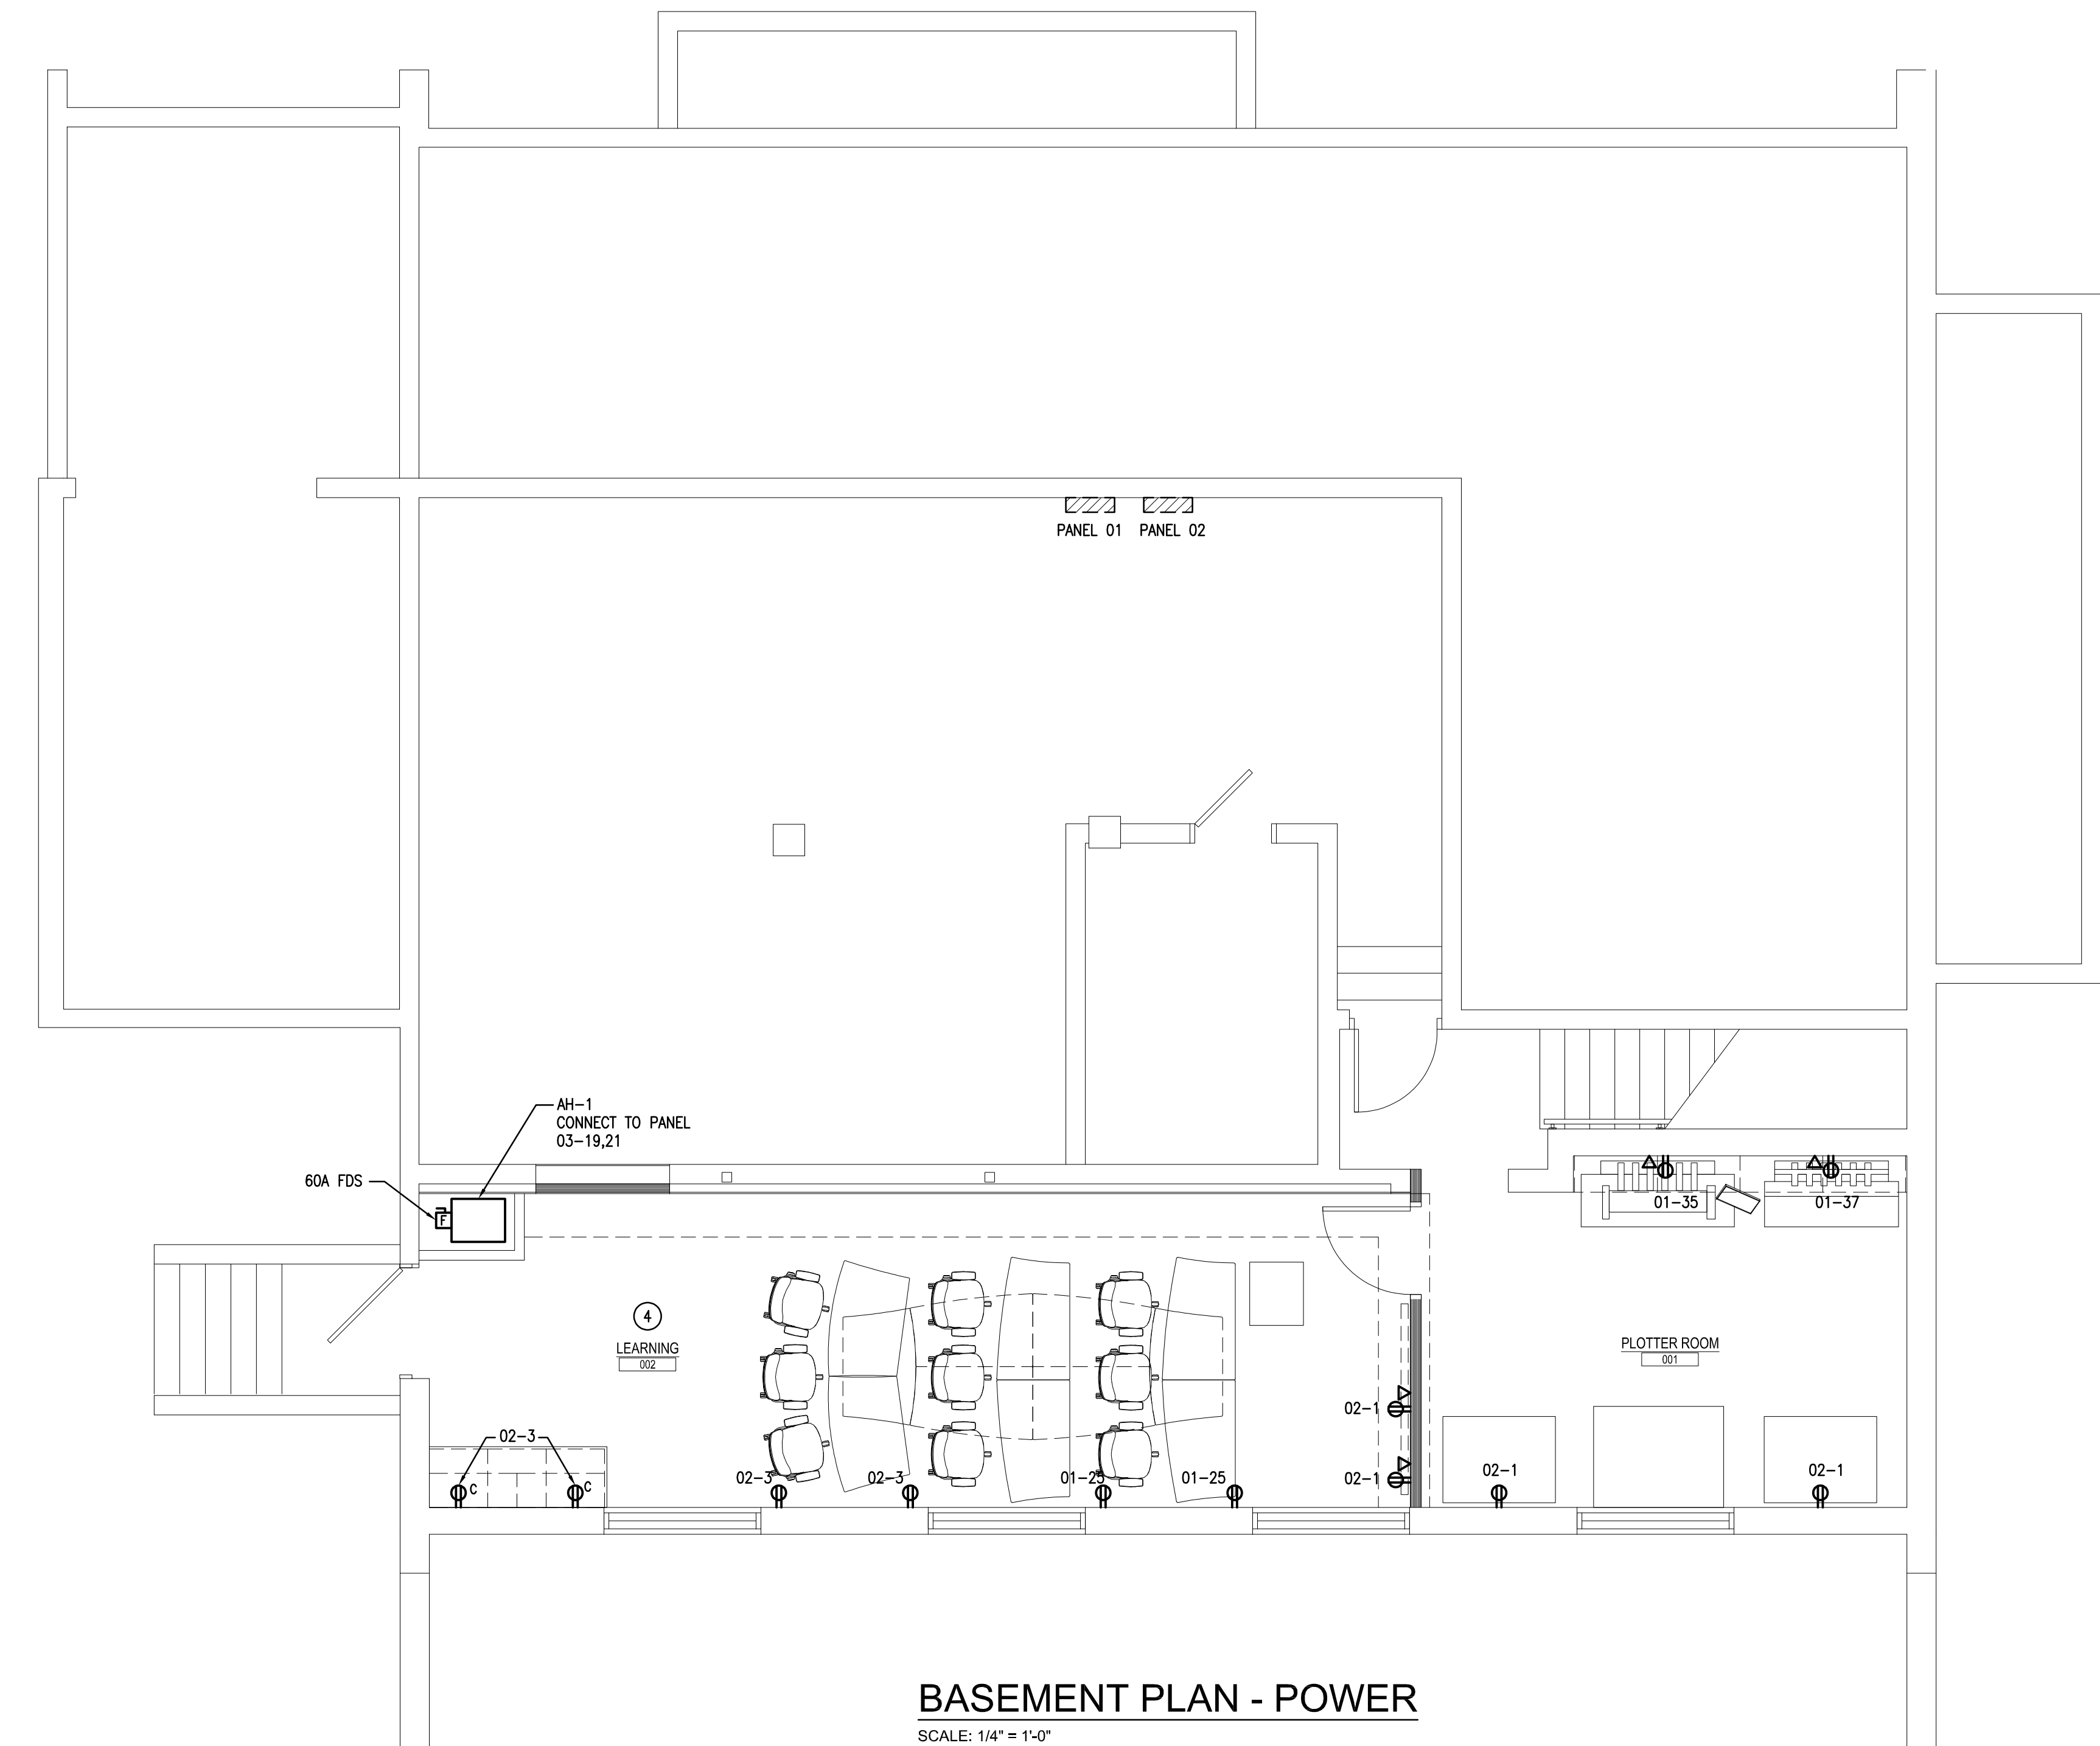 PANEL 01
PANEL 02
AH-1
CONNECT TO PANEL
03-19,21
60A FDS
F
01-35
01-37
4
LEARNING
002
PLOTTER ROOM
001
02-1
02-3
02-1
02-1
02-1
C
C
02-3
02-3
01-25
01-25
BASEMENT PLAN - POWER
SCALE: 1/4" = 1'-0"